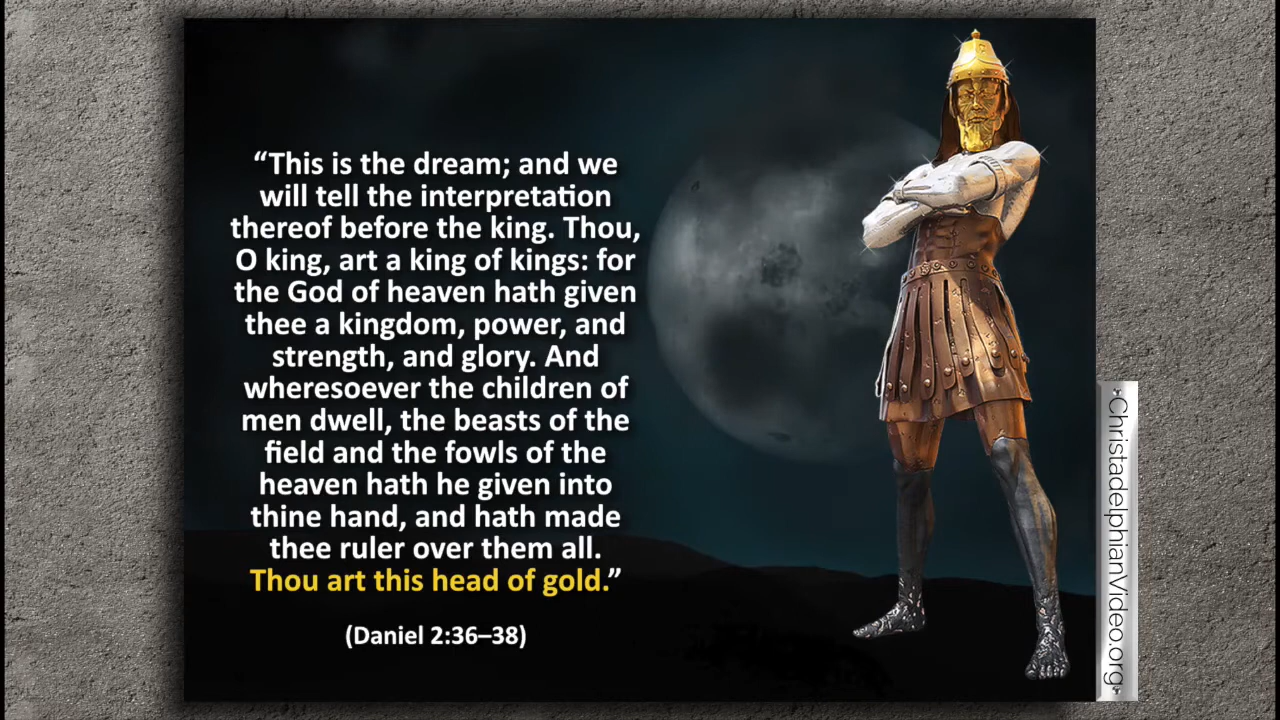 “This is the dream; and we
will tell the interpretation
thereof before the king. Thou,
O king, art a king of kings: for
the God of heaven hath given
thee a kingdom, power, and
strength, and glory. And
wheresoever the children of
men dwell, the beasts of the
field and the fowls of the
heaven hath he given into
thine hand, and hath made
thee ruler over them all.
Thou art this head of gold.”
(Daniel 2:36–38)
ChristadelphianVideo.org